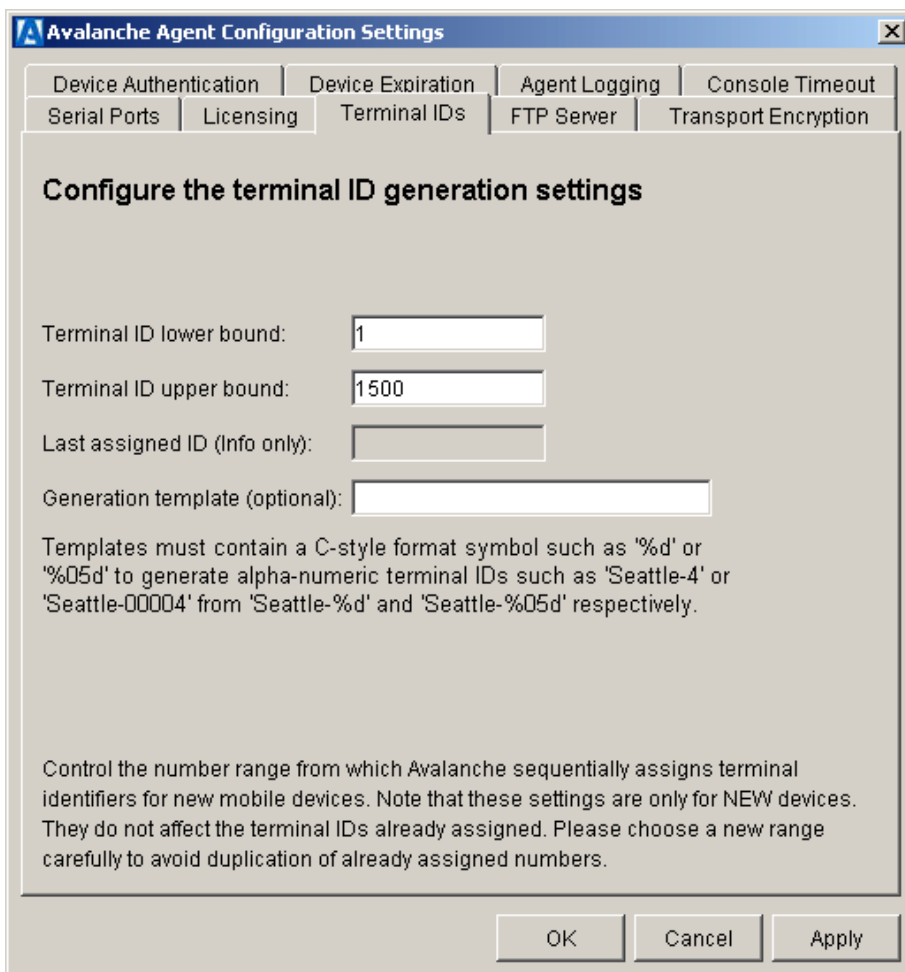 Avalanche Agent Configuration Settings
Device Authentication Device Expiration Agent Logging Console Timeout
Serial Ports Licensing Terminal IDs FTP Server Transport Encryption
Configure the terminal ID generation settings
Terminal ID lower bound: 1
Terminal ID upper bound: 1500
Last assigned ID (Info only):
Generation template (optional):
Templates must contain a C-style format symbol such as '%d' or
'%05d' to generate alpha-numeric terminal IDs such as 'Seattle-4' or
'Seattle-00004' from 'Seattle-%d' and 'Seattle-%05d' respectively.
Control the number range from which Avalanche sequentially assigns terminal
identifiers for new mobile devices. Note that these settings are only for NEW devices.
They do not affect the terminal IDs already assigned. Please choose a new range
carefully to avoid duplication of already assigned numbers.
OK Cancel Apply